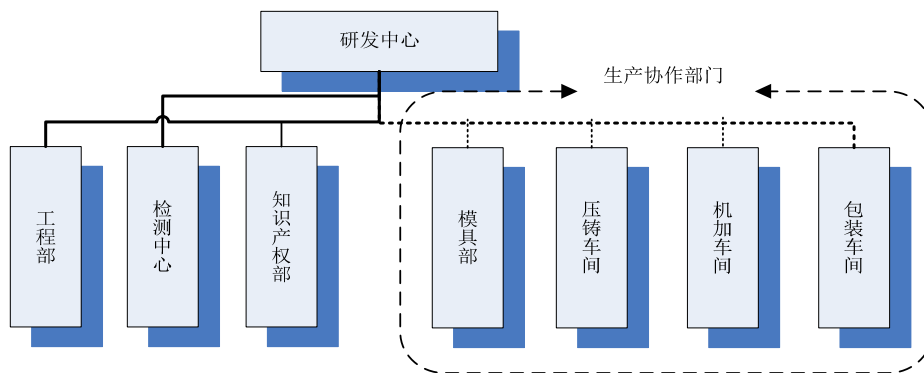 研发中心
生产协作部门
工程部
检测中心
知识产权部
模具部
压铸车间
机加车间
包装车间